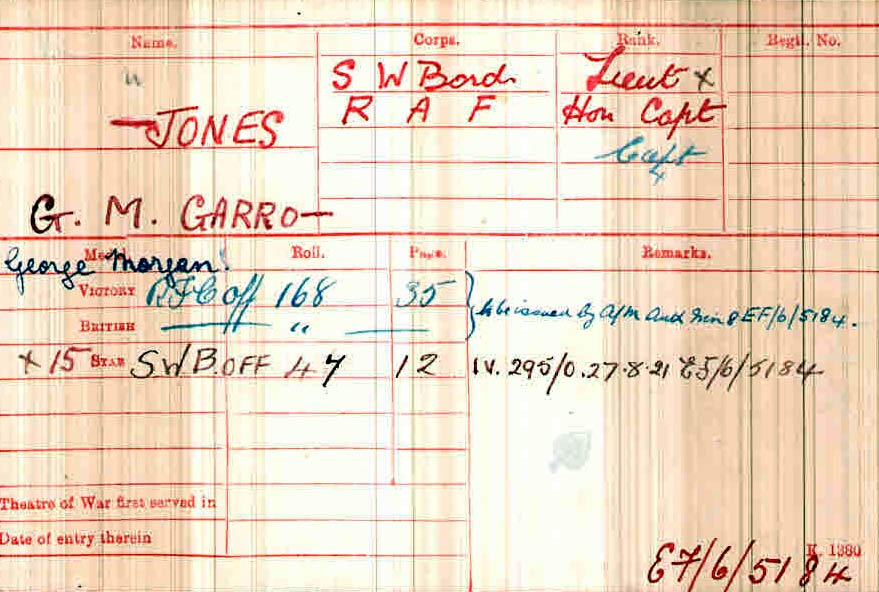 Name. Corps. Rank. Regtl. No.
" S W Bord. Lieut x
—JONES R A F Hon Capt
Capt
G. M. GARRO—
George Morgan.
Medal. Roll. Page. Remarks.
VICTORY RFC off 168 35 to be issued by A/M Auth EF/6/5184.
BRITISH — " —
x 15 STAR S.W.B. OFF 47 12 IV. 295/0. 27.8.21 E5/6/5184
Theatre of War first served in
Date of entry therein
K. 1380
E7/6/5184